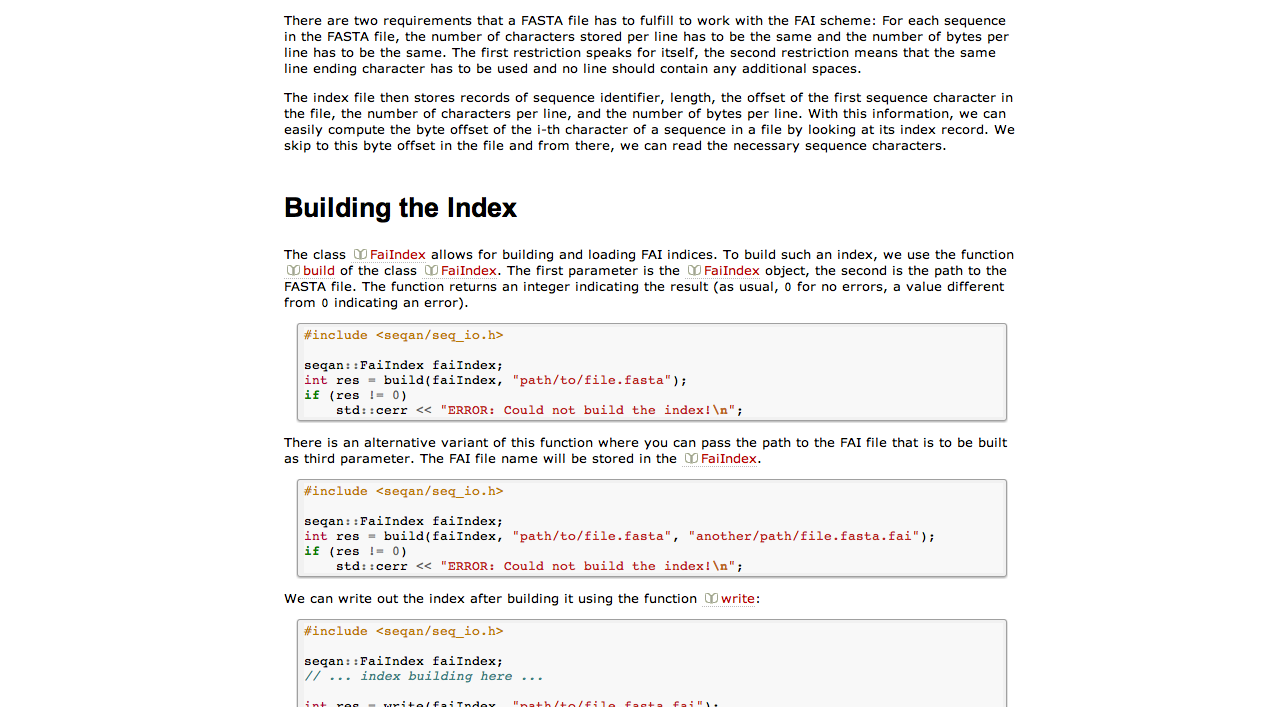 There are two requirements that a FASTA file has to fulfill to work with the FAI scheme: For each sequence
in the FASTA file, the number of characters stored per line has to be the same and the number of bytes per
line has to be the same. The first restriction speaks for itself, the second restriction means that the same
line ending character has to be used and no line should contain any additional spaces.
The index file then stores records of sequence identifier, length, the offset of the first sequence character in
the file, the number of characters per line, and the number of bytes per line. With this information, we can
easily compute the byte offset of the i-th character of a sequence in a file by looking at its index record. We
skip to this byte offset in the file and from there, we can read the necessary sequence characters.
Building the Index
The class FaiIndex allows for building and loading FAI indices. To build such an index, we use the function
build of the class FaiIndex. The first parameter is the FaiIndex object, the second is the path to the
FASTA file. The function returns an integer indicating the result (as usual, 0 for no errors, a value different
from 0 indicating an error).
#include <seqan/seq_io.h>
seqan::FaiIndex faiIndex;
int res = build(faiIndex, "path/to/file.fasta");
if (res != 0)
    std::cerr << "ERROR: Could not build the index!\n";
There is an alternative variant of this function where you can pass the path to the FAI file that is to be built
as third parameter. The FAI file name will be stored in the FaiIndex.
#include <seqan/seq_io.h>
seqan::FaiIndex faiIndex;
int res = build(faiIndex, "path/to/file.fasta", "another/path/file.fasta.fai");
if (res != 0)
    std::cerr << "ERROR: Could not build the index!\n";
We can write out the index after building it using the function write:
#include <seqan/seq_io.h>
seqan::FaiIndex faiIndex;
// ... index building here ...
int res = write(faiIndex, "path/to/file.fasta.fai");